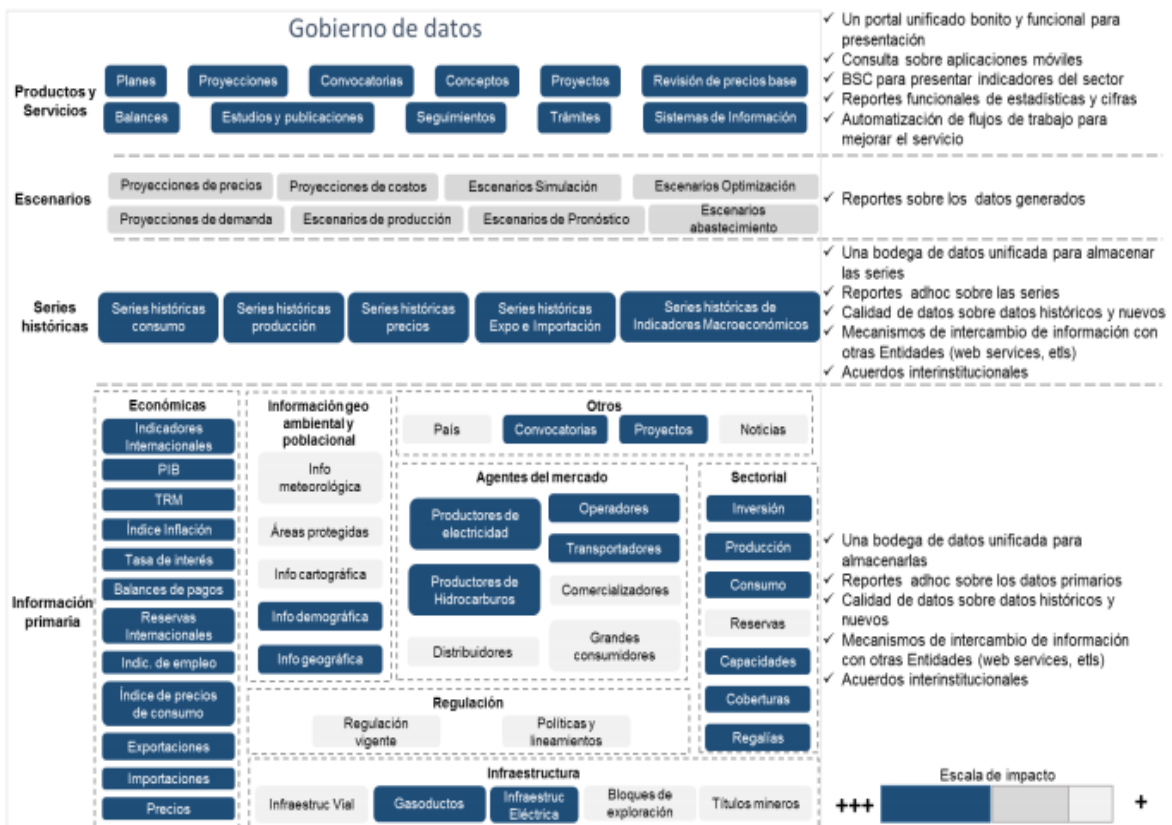 Gobierno de datos
Productos y
Servicios
Planes
Proyecciones
Convocatorias
Conceptos
Proyectos
Revisión de precios base
Balances
Estudios y publicaciones
Seguimientos
Trámites
Sistemas de Información
✓ Un portal unificado bonito y funcional para
presentación
✓ Consulta sobre aplicaciones móviles
✓ BSC para presentar indicadores del sector
✓ Reportes funcionales de estadísticas y cifras
✓ Automatización de flujos de trabajo para
mejorar el servicio
Escenarios
Proyecciones de precios
Proyecciones de costos
Escenarios Simulación
Escenarios Optimización
Proyecciones de demanda
Escenarios de producción
Escenarios de Pronóstico
Escenarios
abastecimiento
✓ Reportes sobre los datos generados
Series
históricas
Series históricas
consumo
Series históricas
producción
Series históricas
precios
Series históricas
Expo e Importación
Series históricas de
Indicadores Macroeconómicos
✓ Una bodega de datos unificada para almacenar
las series
✓ Reportes adhoc sobre las series
✓ Calidad de datos sobre datos históricos y nuevos
✓ Mecanismos de intercambio de información con
otras Entidades (web services, etls)
✓ Acuerdos interinstitucionales
Información
primaria
Económicas
Indicadores
Internacionales
PIB
TRM
Índice Inflación
Tasa de interés
Balances de pagos
Reservas
Internacionales
Indic. de empleo
Índice de precios
de consumo
Exportaciones
Importaciones
Precios
Información geo
ambiental y
poblacional
Info
meteorológica
Áreas protegidas
Info cartográfica
Info demográfica
Info geográfica
Otros
País
Convocatorias
Proyectos
Noticias
Agentes del mercado
Productores de
electricidad
Operadores
Transportadores
Productores de
Hidrocarburos
Comercializadores
Distribuidores
Grandes
consumidores
Sectorial
Inversión
Producción
Consumo
Reservas
Capacidades
Coberturas
Regalías
Regulación
Regulación
vigente
Políticas y
lineamientos
Infraestructura
Infraestruc Vial
Gasoductos
Infraestruc
Eléctrica
Bloques de
exploración
Títulos mineros
✓ Una bodega de datos unificada para
almacenarlas
✓ Reportes adhoc sobre los datos primarios
✓ Calidad de datos sobre datos históricos y
nuevos
✓ Mecanismos de intercambio de información
con otras Entidades (web services, etls)
✓ Acuerdos interinstitucionales
Escala de impacto
+++
+